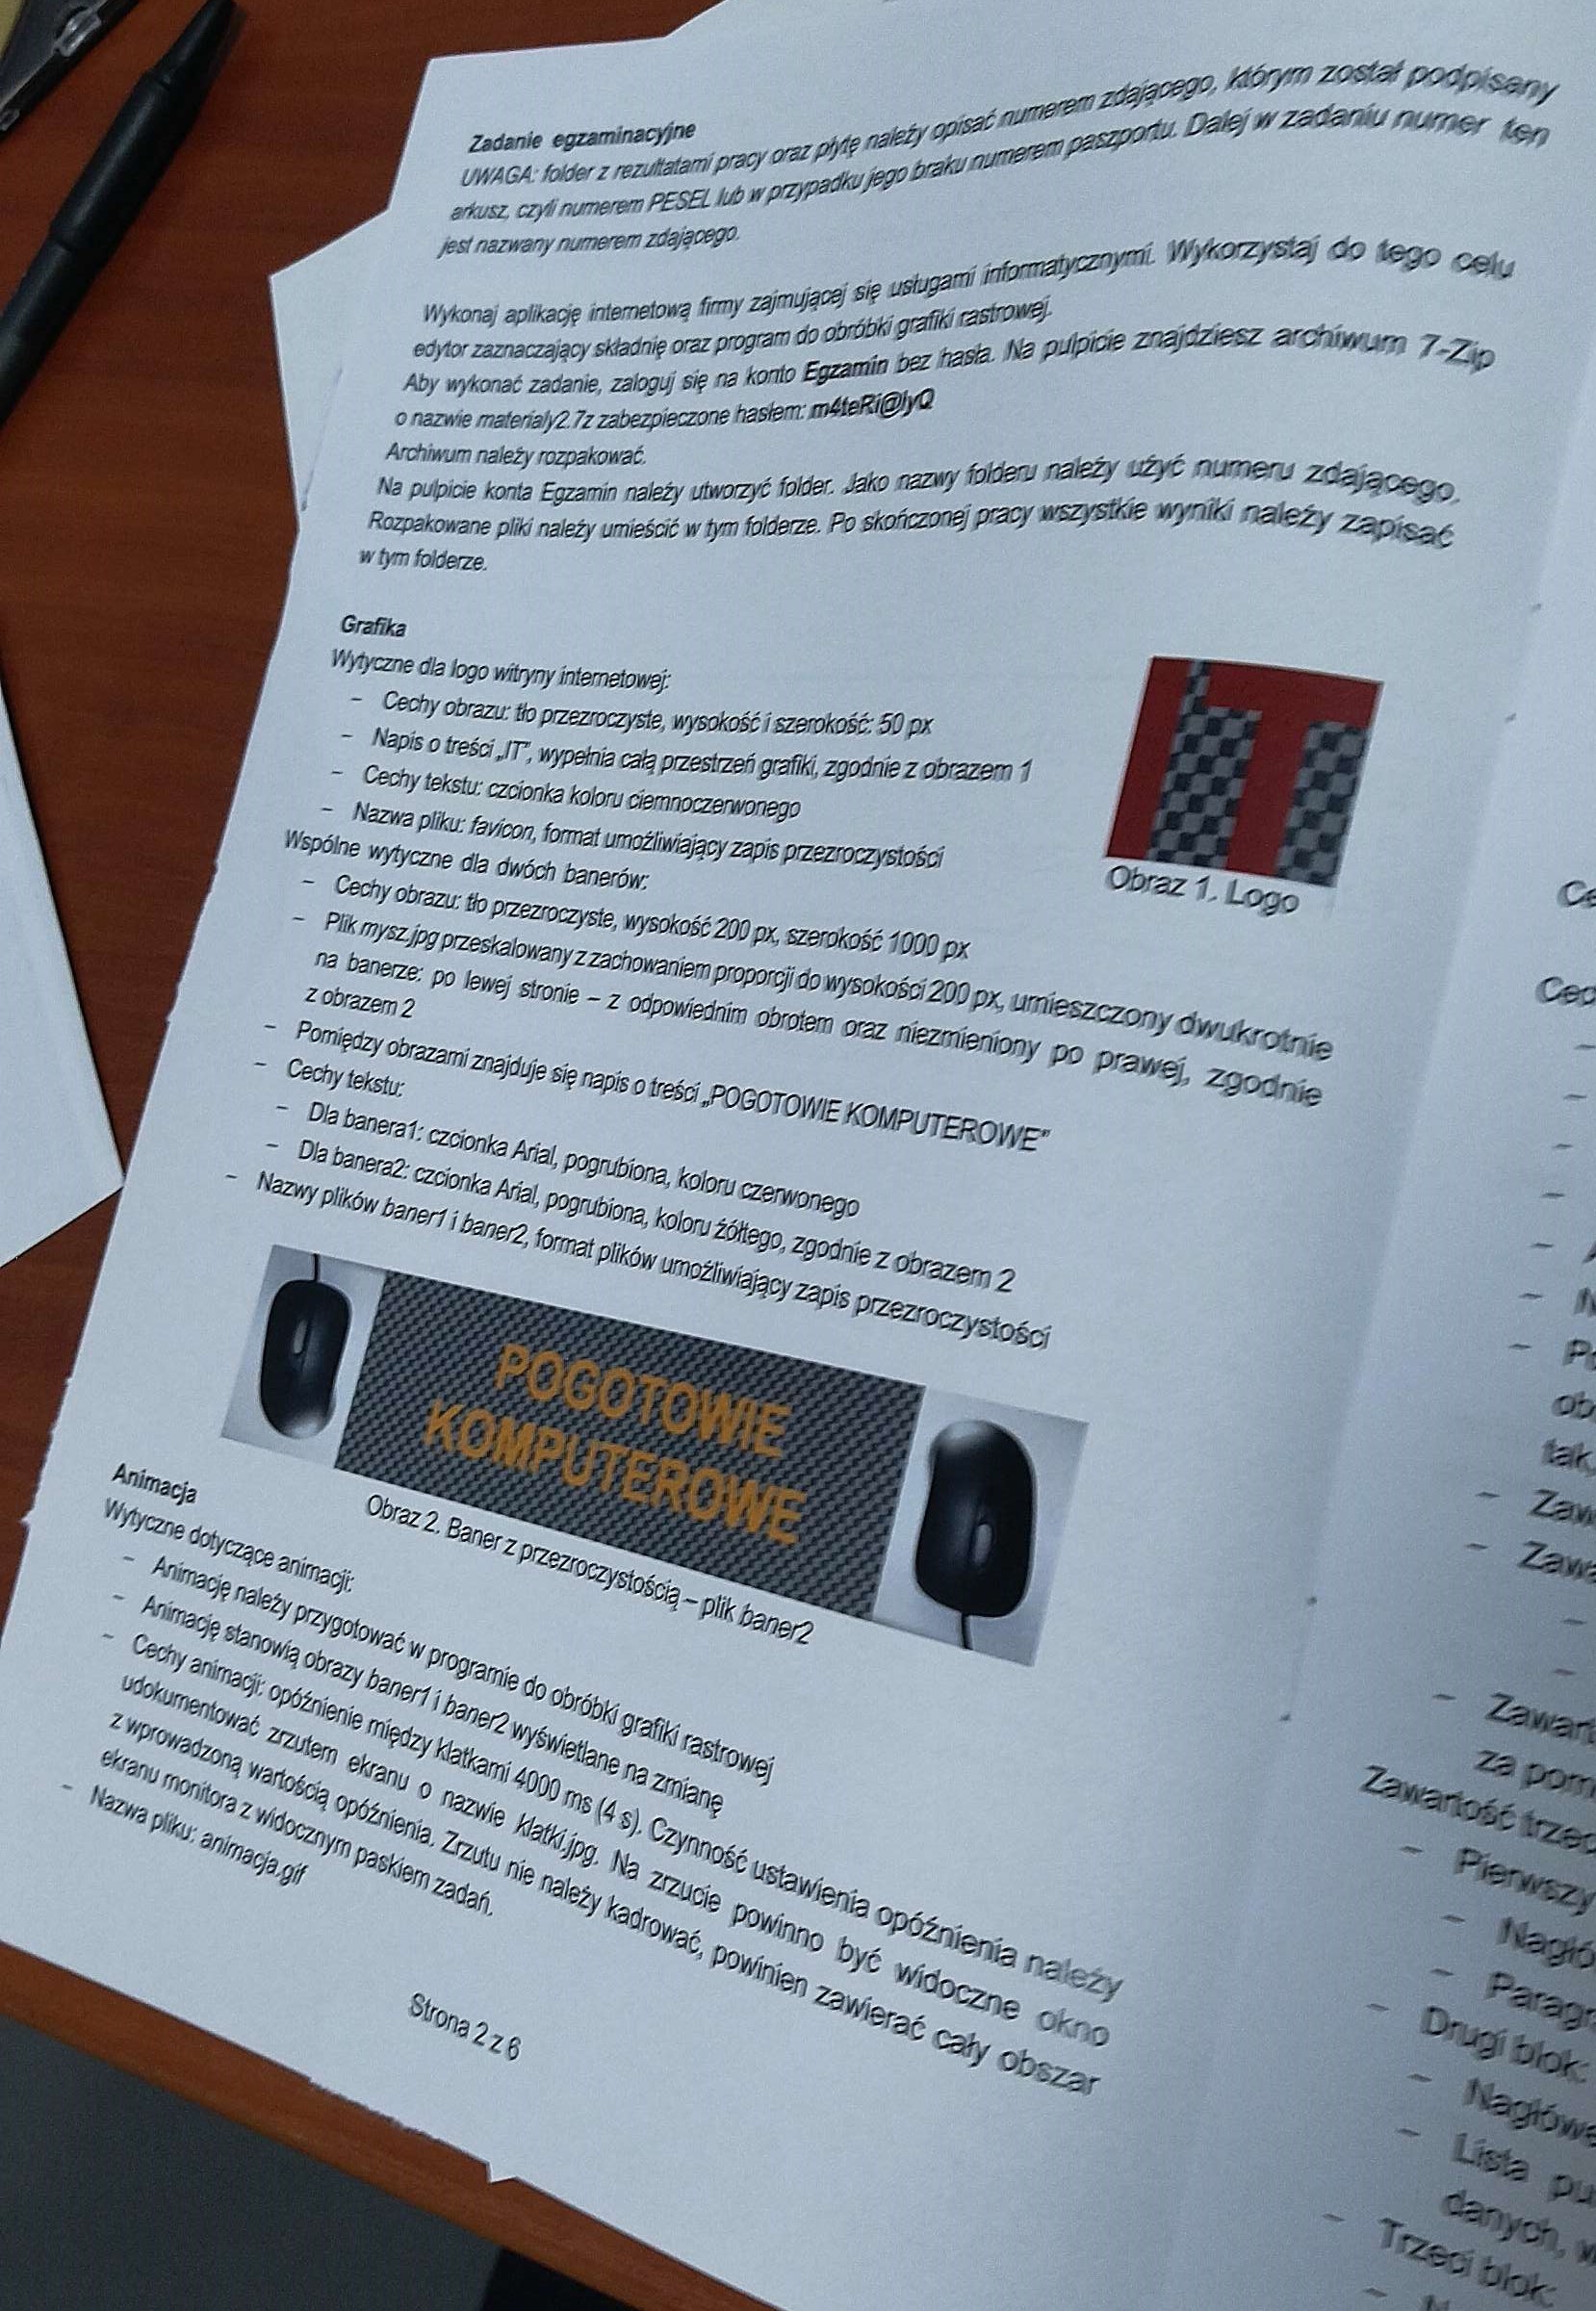 Zadanie egzaminacyjne
UWAGA: folder z rezultatami pracy oraz płytę należy opisać numerem zdającego, którym został podpisany
arkusz, czyli numerem PESEL lub w przypadku jego braku numerem paszportu. Dalej w zadaniu numer ten
jest nazwany numerem zdającego.
Wykonaj aplikację internetową firmy zajmującej się usługami informatycznymi. Wykorzystaj do tego celu
edytor zaznaczający składnię oraz program do obróbki grafiki rastrowej.
Aby wykonać zadanie, zaloguj się na konto Egzamin bez hasła. Na pulpicie znajdziesz archiwum 7-Zip
o nazwie materialy2.7z zabezpieczone hasłem: m4teRi@lyQ
Archiwum należy rozpakować.
Na pulpicie konta Egzamin należy utworzyć folder. Jako nazwy folderu należy użyć numeru zdającego.
Rozpakowane pliki należy umieścić w tym folderze. Po skończonej pracy wszystkie wyniki należy zapisać
w tym folderze.
Grafika
Wytyczne dla logo witryny internetowej:
– Cechy obrazu: tło przezroczyste, wysokość i szerokość: 50 px
– Napis o treści „IT”, wypełnia całą przestrzeń grafiki, zgodnie z obrazem 1
– Cechy tekstu: czcionka koloru ciemnoczerwonego
– Nazwa pliku: favicon, format umożliwiający zapis przezroczystości
IT
Obraz 1. Logo
Wspólne wytyczne dla dwóch banerów:
– Cechy obrazu: tło przezroczyste, wysokość 200 px, szerokość 1000 px
– Plik mysz.jpg przeskalowany z zachowaniem proporcji do wysokości 200 px, umieszczony dwukrotnie
na banerze: po lewej stronie – z odpowiednim obrotem oraz niezmieniony po prawej, zgodnie
z obrazem 2
– Pomiędzy obrazami znajduje się napis o treści „POGOTOWIE KOMPUTEROWE”
– Cechy tekstu:
– Dla banera1: czcionka Arial, pogrubiona, koloru czerwonego
– Dla banera2: czcionka Arial, pogrubiona, koloru żółtego, zgodnie z obrazem 2
– Nazwy plików baner1 i baner2, format plików umożliwiający zapis przezroczystości
POGOTOWIE
KOMPUTEROWE
Obraz 2. Baner z przezroczystością – plik baner2
Animacja
Wytyczne dotyczące animacji:
– Animację należy przygotować w programie do obróbki grafiki rastrowej
– Animację stanowią obrazy baner1 i baner2 wyświetlane na zmianę
– Cechy animacji: opóźnienie między klatkami 4000 ms (4 s). Czynność ustawienia opóźnienia należy
udokumentować zrzutem ekranu o nazwie klatki.jpg. Na zrzucie powinno być widoczne okno
z wprowadzoną wartością opóźnienia. Zrzutu nie należy kadrować, powinien zawierać cały obszar
ekranu monitora z widocznym paskiem zadań.
– Nazwa pliku: animacja.gif
Strona 2 z 6
za
Zawartość
– Pierwszy
– Drugi blok:
– Lista
danych,
– Trzeci blok: